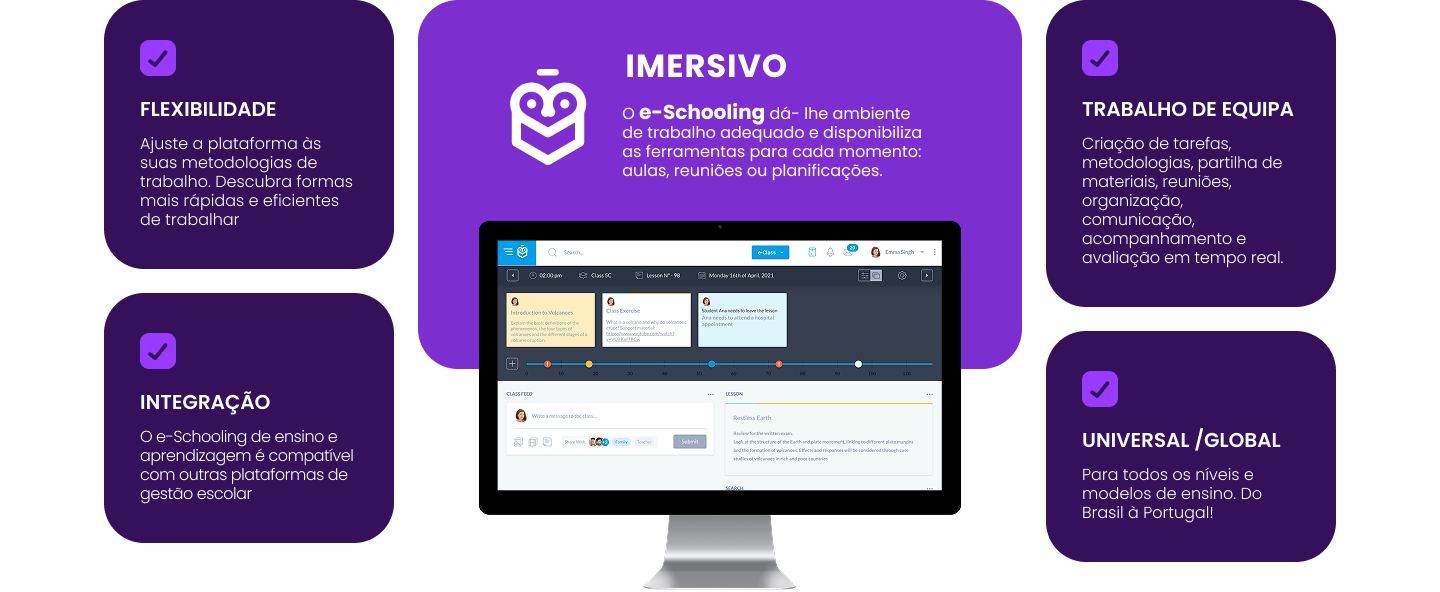 FLEXIBILIDADE
Ajuste a plataforma às
suas metodologias de
trabalho. Descubra formas
mais rápidas e eficientes
de trabalhar
INTEGRAÇÃO
O e-Schooling de ensino e
aprendizagem é compatível
com outras plataformas de
gestão escolar
IMERSIVO
O e-Schooling dá- lhe ambiente
de trabalho adequado e disponibiliza
as ferramentas para cada momento:
aulas, reuniões ou planificações.
Search...
e-Class
20
Emma Singh
02:00 pm
Class 5C
Lesson Nº - 98
Monday 16th of April, 2021
Introduction to Volcanoes
Explain the basic definitions of the
phenomenon, the four types of
volcanoes and the different stages of a
volcano eruption.
Class Exercise
What is a volcano and why do volcanoes
erupt? Support material:
Student Ana needs to leave the lesson
Ana needs to attend a hospital
appointment
0 10 20 30 40 50 60 70 80 90 100 110
CLASS FEED
Write a message to the class...
Share With:
Family
Teacher
Submit
LESSON
Restless Earth
Review for the written exam.
Look at the structure of the Earth and plate movement, linking to different plate margins
and the formation of volcanoes. Effects and responses will be considered through case
studies of volcanoes in rich and poor countries
SEARCH
TRABALHO DE EQUIPA
Criação de tarefas,
metodologias, partilha de
materiais, reuniões,
organização,
comunicação,
acompanhamento e
avaliação em tempo real.
UNIVERSAL /GLOBAL
Para todos os níveis e
modelos de ensino. Do
Brasil à Portugal!